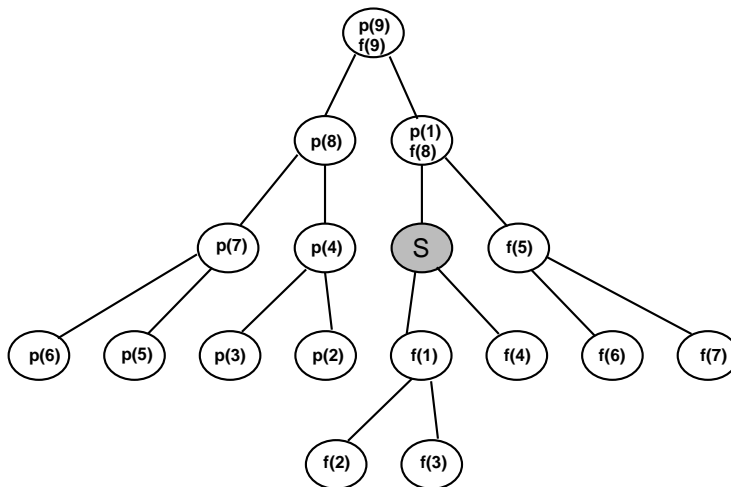 p(9)
f(9)
p(8)
p(1)
f(8)
p(7)
p(4)
S
f(5)
p(6)
p(5)
p(3)
p(2)
f(1)
f(4)
f(6)
f(7)
f(2)
f(3)